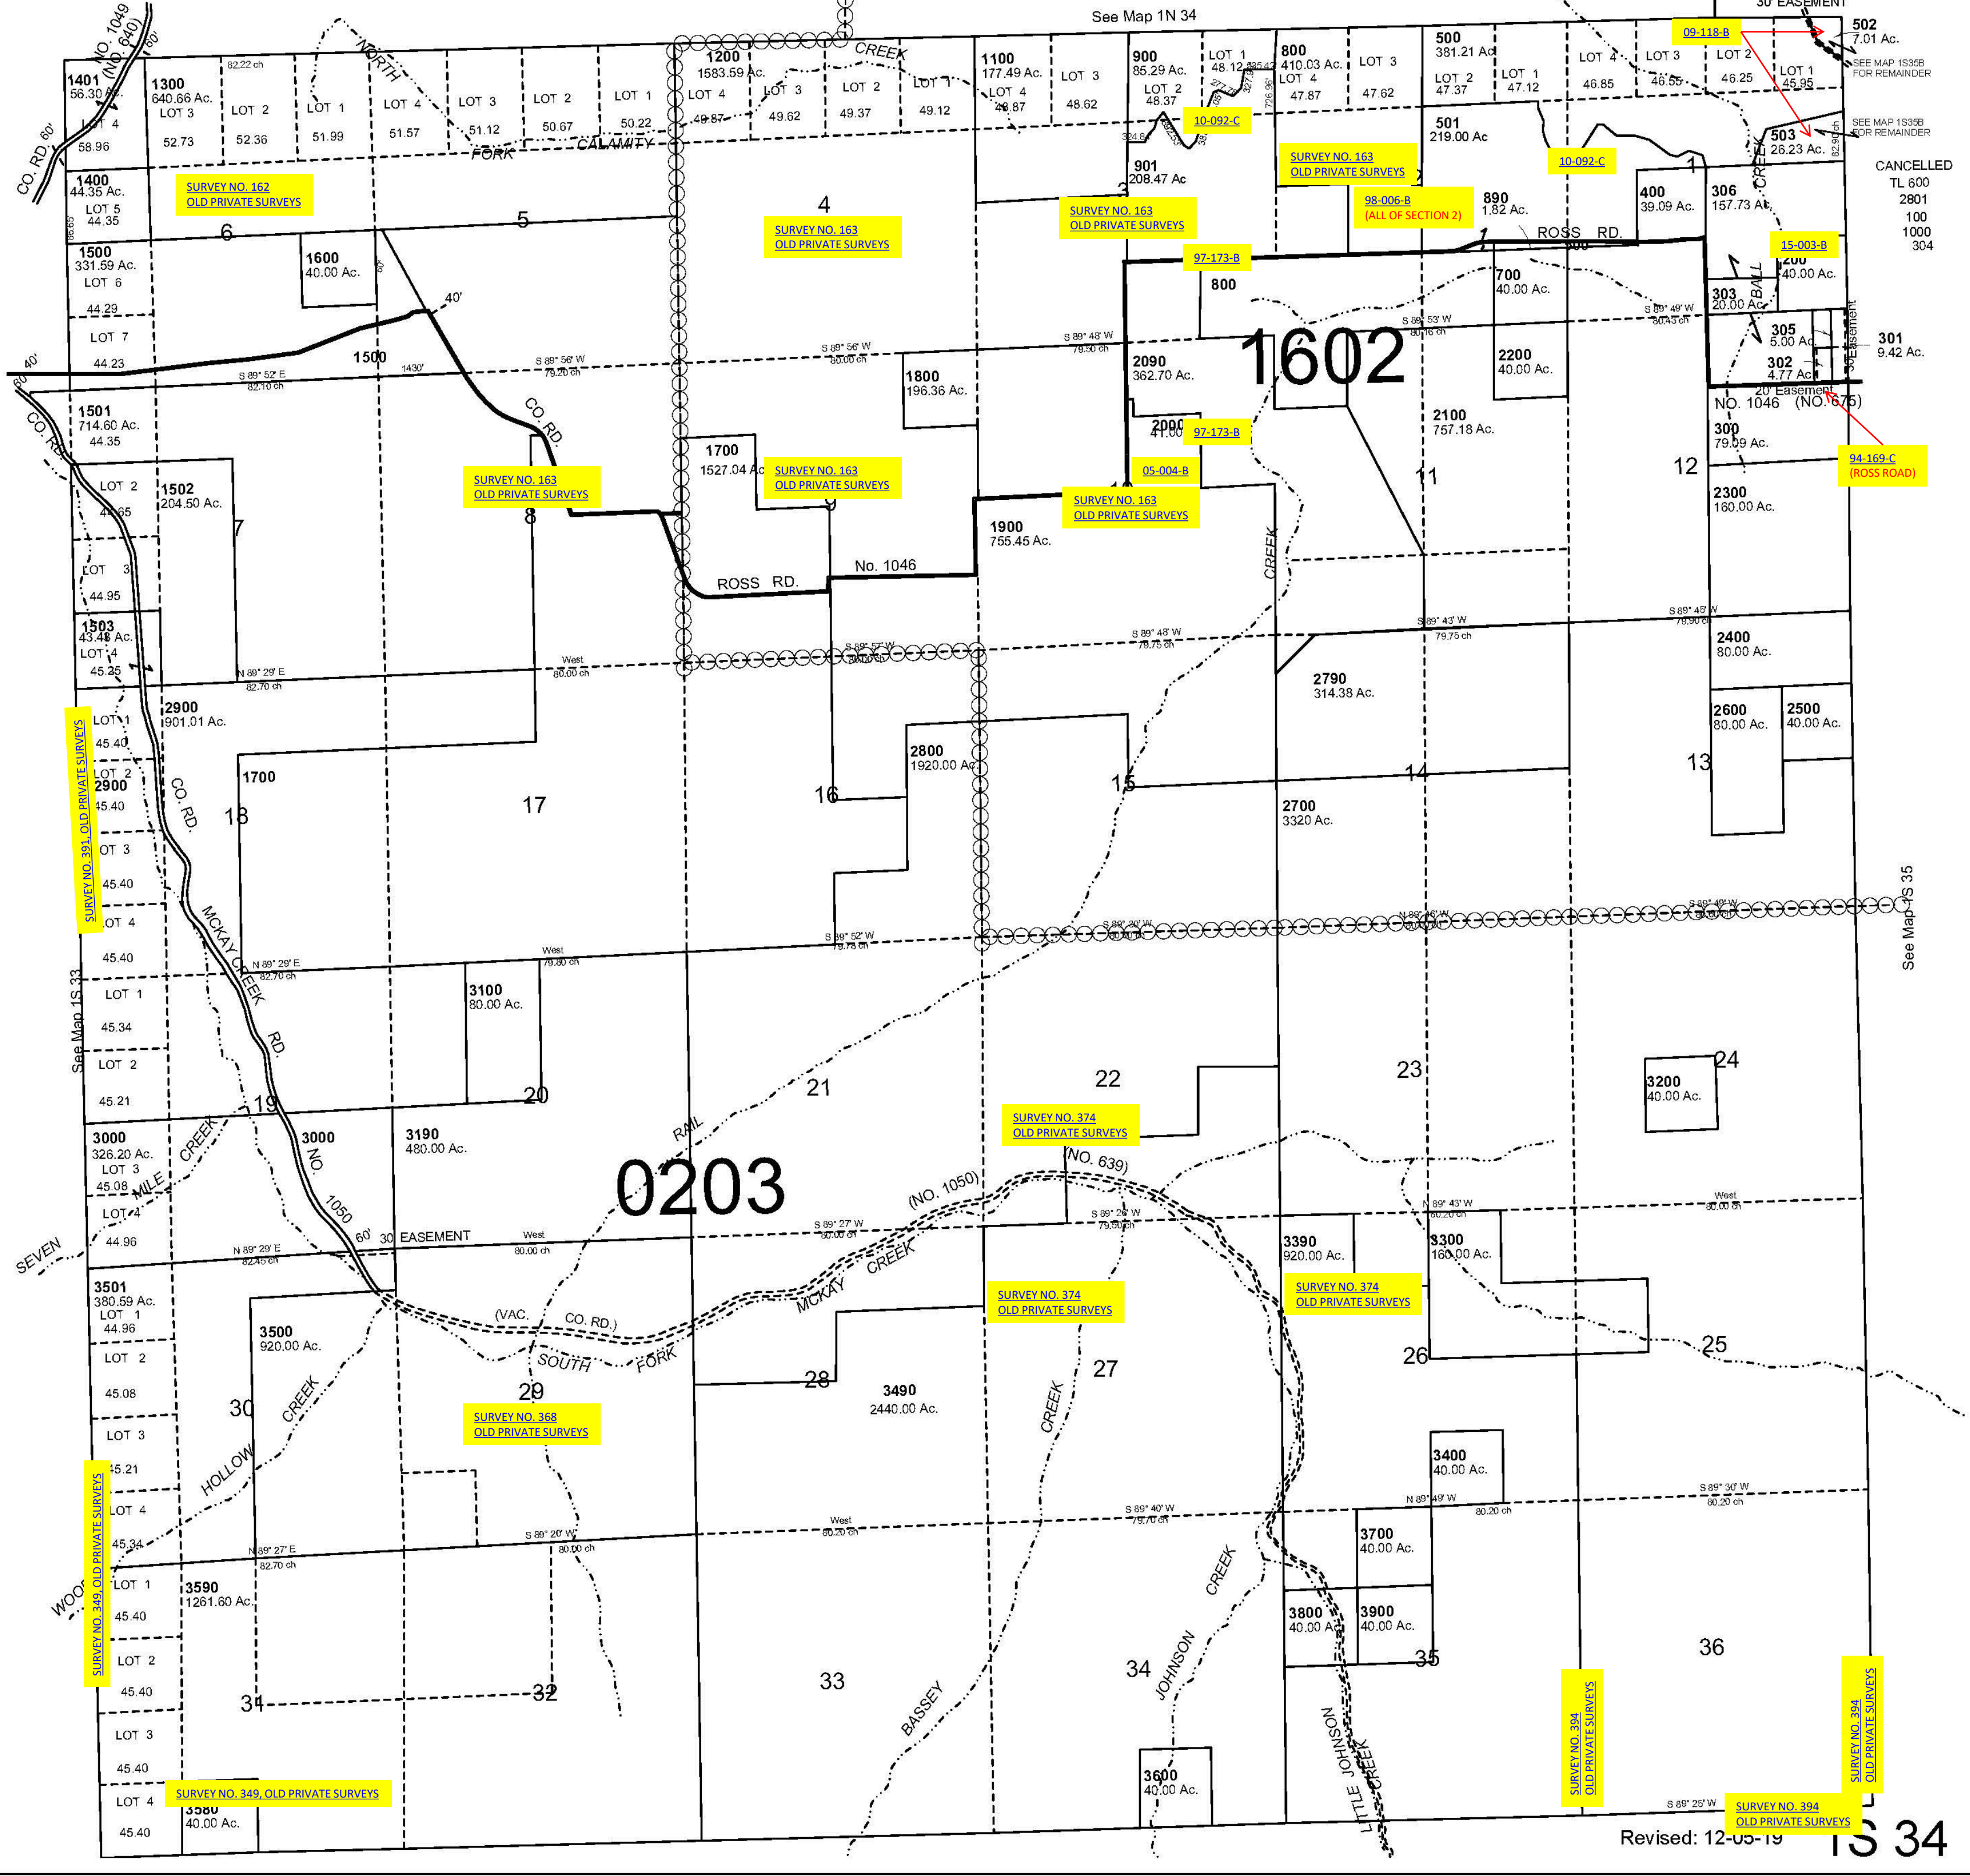 See Map 1N 34
30' EASEMENT
NO. 1049
(NO. 640)
60'
CO. RD. 60'
1401
56.30 Ac.
LOT 4
58.96
1300
640.66 Ac.
LOT 3
52.73
82.22 ch
LOT 2
52.36
LOT 1
51.99
NORTH
LOT 4
51.57
LOT 3
51.12
LOT 2
50.67
LOT 1
50.22
FORK
CALAMITY
CREEK
1200
1583.59 Ac.
LOT 4
49.87
LOT 3
49.62
LOT 2
49.37
LOT 1
49.12
1100
177.49 Ac.
LOT 4
48.87
LOT 3
48.62
900
85.29 Ac.
LOT 2
48.37
LOT 1
48.12
726.96'
324.84
10-092-C
800
410.03 Ac.
LOT 4
47.87
LOT 3
47.62
500
381.21 Ac
LOT 2
47.37
LOT 1
47.12
LOT 4
46.85
LOT 3
46.55
LOT 2
46.25
LOT 1
45.95
09-118-B
502
7.01 Ac.
SEE MAP 1S35B
FOR REMAINDER
SEE MAP 1S35B
FOR REMAINDER
503
26.23 Ac.
82.90 ch
CANCELLED
TL 600
2801
100
1000
304
501
219.00 Ac
10-092-C
1
CREEK
BALL
1400
44.35 Ac.
LOT 5
44.35
86.65'
SURVEY NO. 162
OLD PRIVATE SURVEYS
6
5
4
SURVEY NO. 163
OLD PRIVATE SURVEYS
901
208.47 Ac
3
SURVEY NO. 163
OLD PRIVATE SURVEYS
SURVEY NO. 163
OLD PRIVATE SURVEYS
98-006-B
(ALL OF SECTION 2)
890
1.82 Ac.
400
39.09 Ac.
306
157.73 Ac.
ROSS RD.
15-003-B
200
40.00 Ac.
1500
331.59 Ac.
LOT 6
44.29
LOT 7
44.23
1600
40.00 Ac.
60'
40'
97-173-B
800
700
40.00 Ac.
303
20.00 Ac.
S 89° 49' W
80.43 ch
S 89° 53' W
80.16 ch
305
5.00 Ac.
302
4.77 Ac.
301
9.42 Ac.
30' Easement
20' Easement
NO. 1046 (NO. 675)
1602
60'
40'
1500
1430'
S 89° 52' E
82.10 ch
S 89° 56' W
79.20 ch
S 89° 56' W
80.00 ch
S 89° 48' W
79.50 ch
1800
196.36 Ac.
2090
362.70 Ac.
2200
40.00 Ac.
CO. RD.
1501
714.60 Ac.
44.35
CO. RD.
2000
41.00
97-173-B
05-004-B
2100
757.18 Ac.
300
79.09 Ac.
94-169-C
(ROSS ROAD)
LOT 2
44.65
1502
204.50 Ac.
7
SURVEY NO. 163
OLD PRIVATE SURVEYS
8
1700
1527.04 Ac
SURVEY NO. 163
OLD PRIVATE SURVEYS
9
SURVEY NO. 163
OLD PRIVATE SURVEYS
11
12
2300
160.00 Ac.
LOT 3
44.95
1900
755.45 Ac.
CREEK
ROSS RD.
No. 1046
1503
43.48 Ac.
LOT 4
45.25
N 89° 29' E
82.70 ch
West
80.00 ch
S 89° 57' W
80.00 ch
S 89° 48' W
79.75 ch
S 89° 43' W
79.75 ch
S 89° 45' W
79.90 ch
2400
80.00 Ac.
2900
901.01 Ac.
LOT 1
45.40
2790
314.38 Ac.
2600
80.00 Ac.
2500
40.00 Ac.
SURVEY NO. 391, OLD PRIVATE SURVEYS
LOT 2
2900
45.40
CO. RD.
1700
18
17
16
2800
1920.00 Ac.
15
14
13
2700
3320 Ac.
OT 3
45.40
OT 4
45.40
MCKAY CREEK
RD.
N 89° 29' E
82.70 ch
West
79.80 ch
S 89° 52' W
79.78 ch
S 89° 49' W
See Map 1S 35
See Map 1S 33
LOT 1
45.34
LOT 2
45.21
3100
80.00 Ac.
19
20
21
22
23
24
3200
40.00 Ac.
SURVEY NO. 374
OLD PRIVATE SURVEYS
3000
326.20 Ac.
LOT 3
45.08
LOT 4
44.96
SEVEN
MILE
CREEK
3000
NO.
1050
3190
480.00 Ac.
RAIL
0203
(NO. 639)
(NO. 1050)
60'
30' EASEMENT
N 89° 29' E
82.45 ch
West
80.00 ch
S 89° 27' W
80.00 ch
S 89° 26' W
79.60 ch
N 89° 43' W
80.20 ch
West
80.00 ch
3390
920.00 Ac.
3300
160.00 Ac.
MCKAY
CREEK
3501
380.59 Ac.
LOT 1
44.96
SURVEY NO. 374
OLD PRIVATE SURVEYS
SURVEY NO. 374
OLD PRIVATE SURVEYS
3500
920.00 Ac.
(VAC. CO. RD.)
SOUTH
FORK
LOT 2
45.08
26
25
27
28
29
30
CREEK
HOLLOW
3490
2440.00 Ac.
CREEK
SURVEY NO. 368
OLD PRIVATE SURVEYS
LOT 3
45.21
LOT 4
45.34
3400
40.00 Ac.
SURVEY NO. 349, OLD PRIVATE SURVEYS
N 89° 27' E
82.70 ch
S 89° 20' W
80.00 ch
West
80.20 ch
S 89° 40' W
79.70 ch
N 89° 49' W
80.20 ch
S 89° 30' W
80.20 ch
3700
40.00 Ac.
LOT 1
45.40
3590
1261.60 Ac.
CREEK
3800
40.00 Ac
3900
40.00 Ac.
LOT 2
45.40
31
32
33
34
35
36
JOHNSON
BASSEY
LITTLE JOHNSON
CREEK
LOT 3
45.40
SURVEY NO. 394
OLD PRIVATE SURVEYS
SURVEY NO. 394
OLD PRIVATE SURVEYS
SURVEY NO. 349, OLD PRIVATE SURVEYS
LOT 4
45.40
3580
40.00 Ac.
3600
40.00 Ac.
S 89° 25' W
SURVEY NO. 394
OLD PRIVATE SURVEYS
Revised: 12-05-19
1S 34